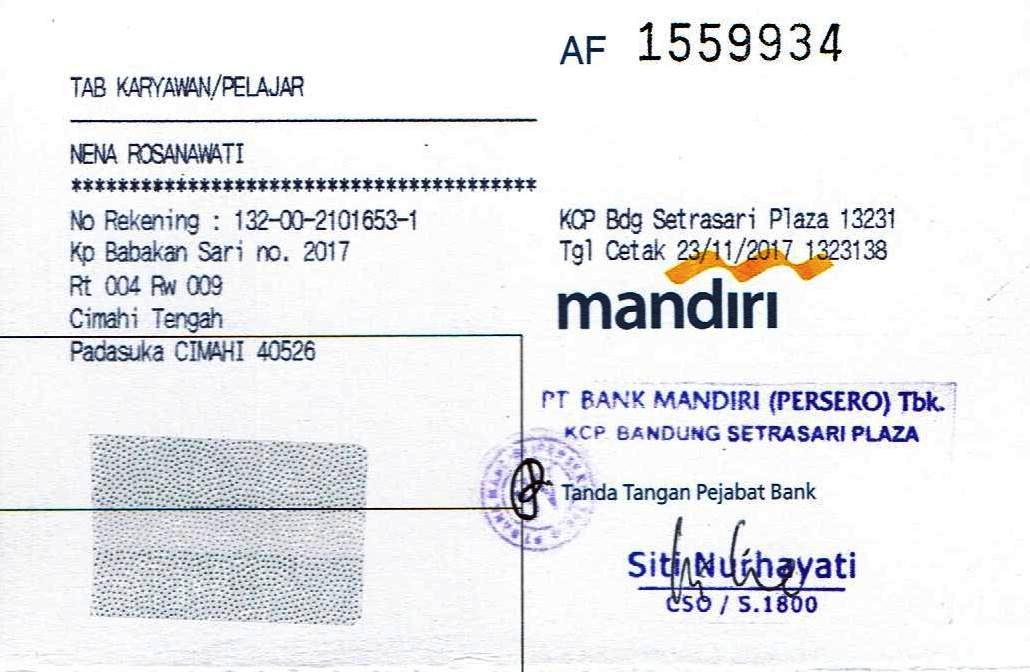 AF 1559934
TAB KARYAWAN/PELAJAR
NENA ROSANAWATI
****************************************
No Rekening : 132-00-2101653-1
Kp Babakan Sari no. 2017
Rt 004 Rw 009
Cimahi Tengah
Padasuka CIMAHI 40526
KCP Bdg Setrasari Plaza 13231
Tgl Cetak 23/11/2017 1323138
mandiri
PT BANK MANDIRI (PERSERO) Tbk.
KCP. BANDUNG SETRASARI PLAZA
Tanda Tangan Pejabat Bank
Siti Nurhayati
CSO / S.1800